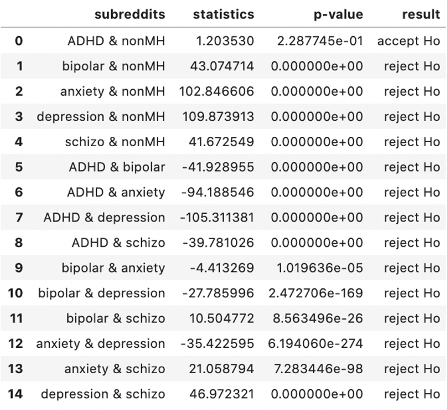 subreddits statistics p-value result
0 ADHD & nonMH 1.203530 2.287745e-01 accept Ho
1 bipolar & nonMH 43.074714 0.000000e+00 reject Ho
2 anxiety & nonMH 102.846606 0.000000e+00 reject Ho
3 depression & nonMH 109.873913 0.000000e+00 reject Ho
4 schizo & nonMH 41.672549 0.000000e+00 reject Ho
5 ADHD & bipolar -41.928955 0.000000e+00 reject Ho
6 ADHD & anxiety -94.188546 0.000000e+00 reject Ho
7 ADHD & depression -105.311381 0.000000e+00 reject Ho
8 ADHD & schizo -39.781026 0.000000e+00 reject Ho
9 bipolar & anxiety -4.413269 1.019636e-05 reject Ho
10 bipolar & depression -27.785996 2.472706e-169 reject Ho
11 bipolar & schizo 10.504772 8.563496e-26 reject Ho
12 anxiety & depression -35.422595 6.194060e-274 reject Ho
13 anxiety & schizo 21.058794 7.283446e-98 reject Ho
14 depression & schizo 46.972321 0.000000e+00 reject Ho